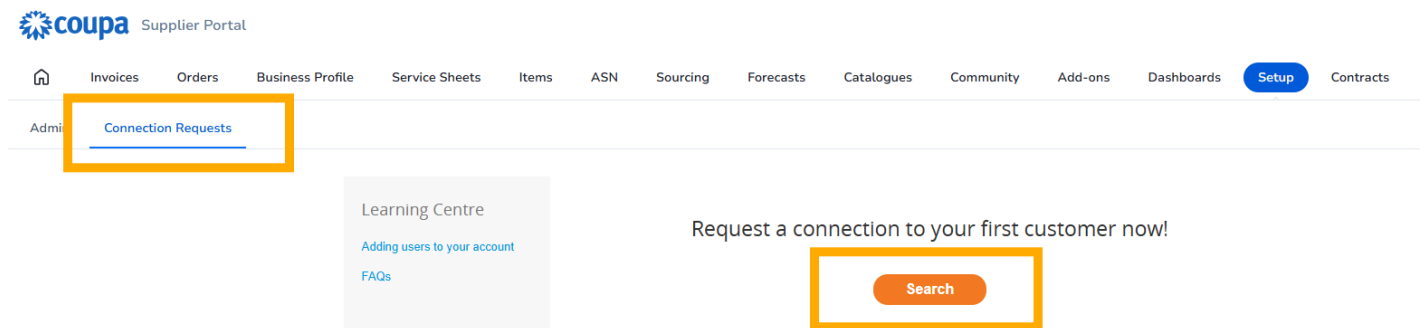 coupa Supplier Portal
Invoices Orders Business Profile Service Sheets Items ASN Sourcing Forecasts Catalogues Community Add-ons Dashboards Setup Contracts
Connection Requests
Learning Centre
Request a connection to your first customer now!
Adding users to your account
FAQs
Search